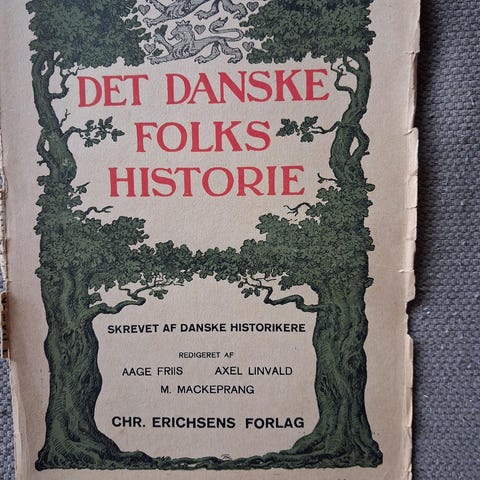 DET DANSKE
FOLKS
HISTORIE
SKREVET AF DANSKE HISTORIKERE
REDIGERET AF
AAGE FRIIS AXEL LINVALD
M. MACKEPRANG
CHR. ERICHSENS FORLAG